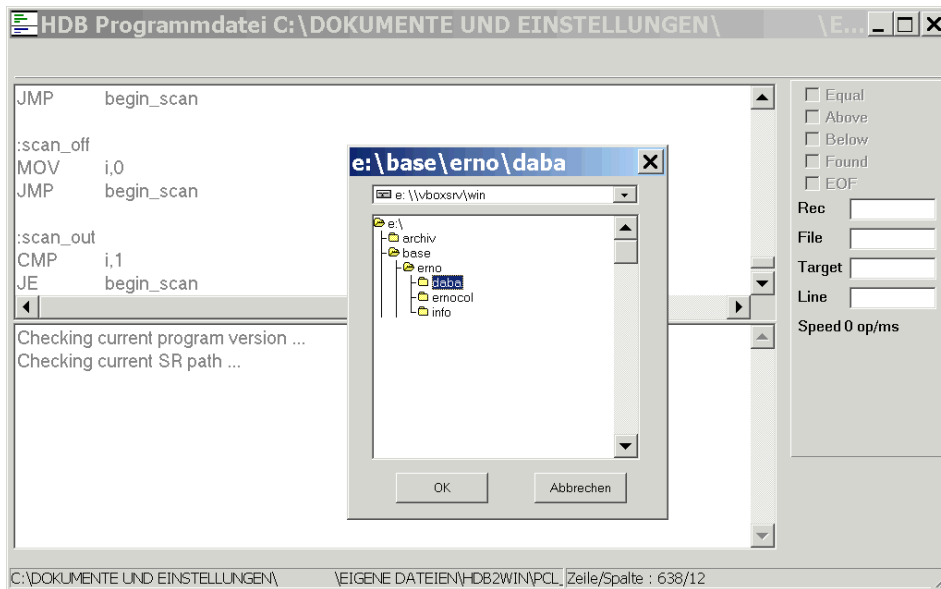 HDB Programmdatei C:\DOKUMENTE UND EINSTELLUNGEN\ \E...
JMP begin_scan
:scan_off
MOV i,0
JMP begin_scan
:scan_out
CMP i,1
JE begin_scan
Checking current program version ...
Checking current SR path ...
e:\base\erno\daba
e: \\vboxsrv\win
e:\
archiv
base
erno
daba
ernocol
info
OK Abbrechen
Equal
Above
Below
Found
EOF
Rec
File
Target
Line
Speed 0 op/ms
C:\DOKUMENTE UND EINSTELLUNGEN\ \EIGENE DATEIEN\HDB2WIN\PCL_ Zeile/Spalte : 638/12